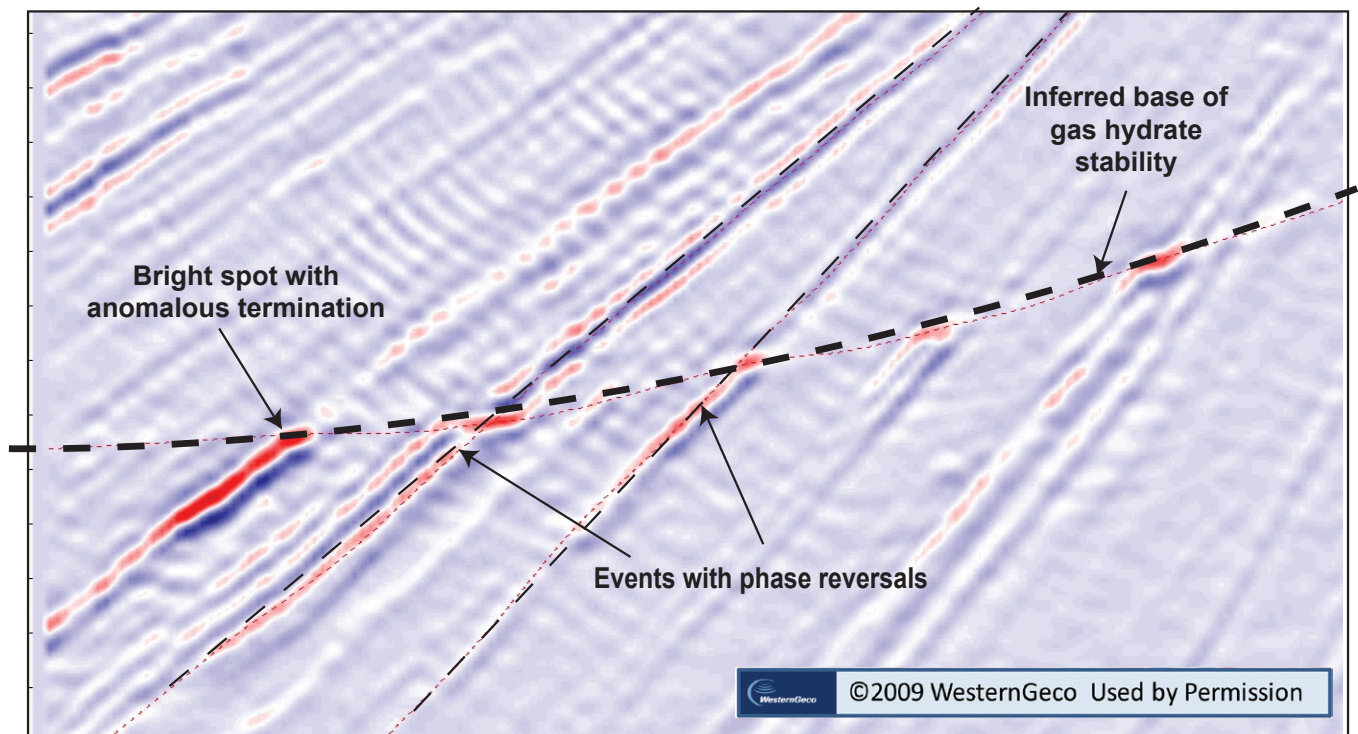 Inferred base of
gas hydrate
stability
Bright spot with
anomalous termination
Events with phase reversals
WesternGeco
©2009 WesternGeco Used by Permission